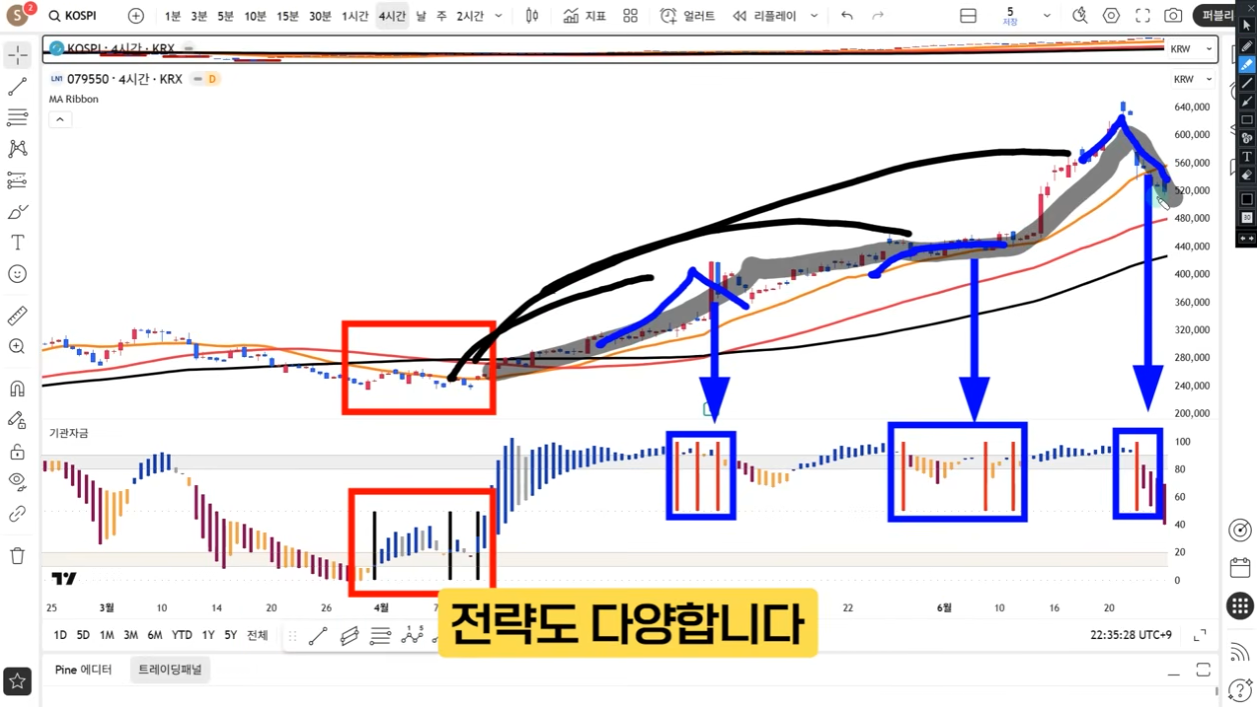 S 2 KOSPI 1분 3분 5분 10분 15분 30분 1시간 4시간 날 주 2시간 지표 얼러트 리플레이 5 저장 퍼블리
KOSPI · 4시간 · KRX KRW
LN1 079550 · 4시간 · KRX D KRW
MA Ribbon
640,000
600,000
560,000
520,000
480,000
440,000
400,000
360,000
320,000
280,000
240,000
200,000
기관자금
100
80
60
40
20
0
25 3월 10 14 20 26 4월 7 22 6월 10 16 20
전략도 다양합니다
1D 5D 1M 3M 6M YTD 1Y 5Y 전체 22:35:28 UTC+9
Pine 에디터 트레이딩패널